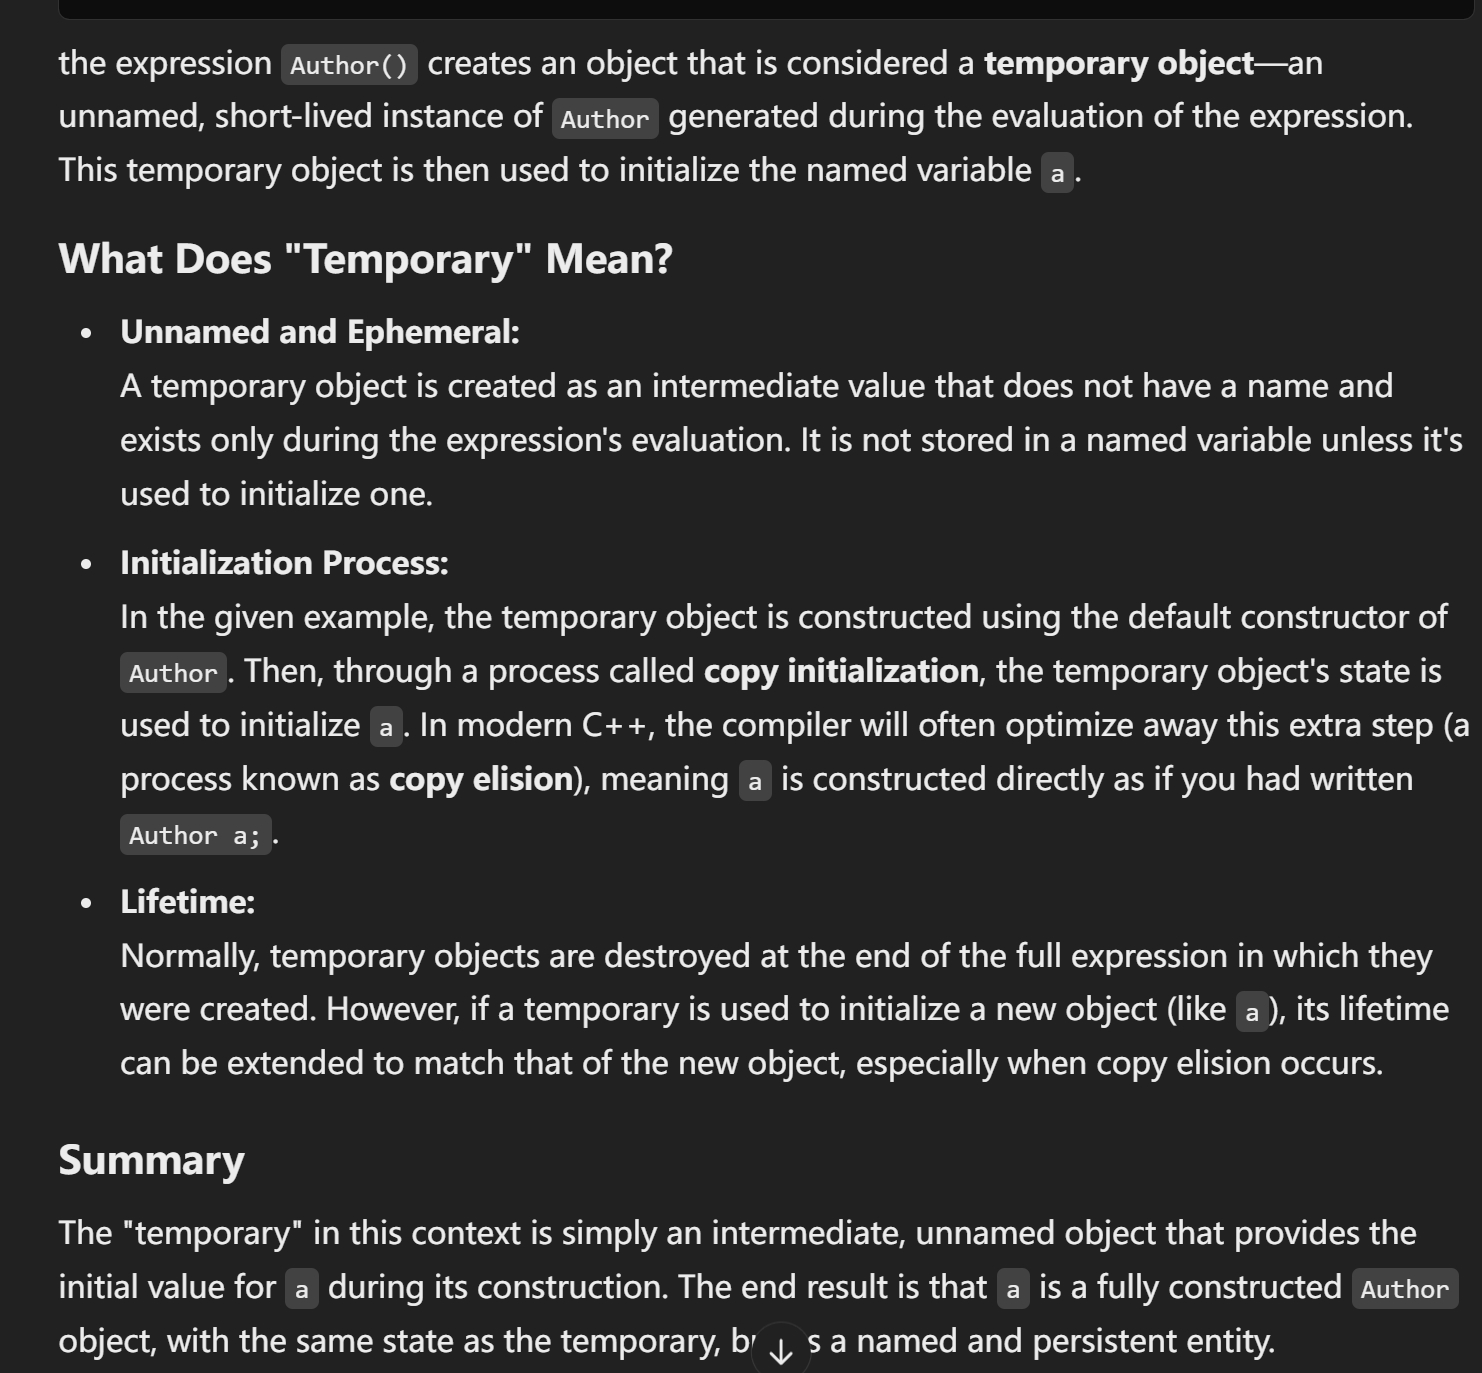 the expression Author() creates an object that is considered a temporary object—an
unnamed, short-lived instance of Author generated during the evaluation of the expression.
This temporary object is then used to initialize the named variable a.
What Does "Temporary" Mean?
• Unnamed and Ephemeral:
A temporary object is created as an intermediate value that does not have a name and
exists only during the expression's evaluation. It is not stored in a named variable unless it's
used to initialize one.
• Initialization Process:
In the given example, the temporary object is constructed using the default constructor of
Author. Then, through a process called copy initialization, the temporary object's state is
used to initialize a. In modern C++, the compiler will often optimize away this extra step (a
process known as copy elision), meaning a is constructed directly as if you had written
Author a;.
• Lifetime:
Normally, temporary objects are destroyed at the end of the full expression in which they
were created. However, if a temporary is used to initialize a new object (like a), its lifetime
can be extended to match that of the new object, especially when copy elision occurs.
Summary
The "temporary" in this context is simply an intermediate, unnamed object that provides the
initial value for a during its construction. The end result is that a is a fully constructed Author
object, with the same state as the temporary, a named and persistent entity.